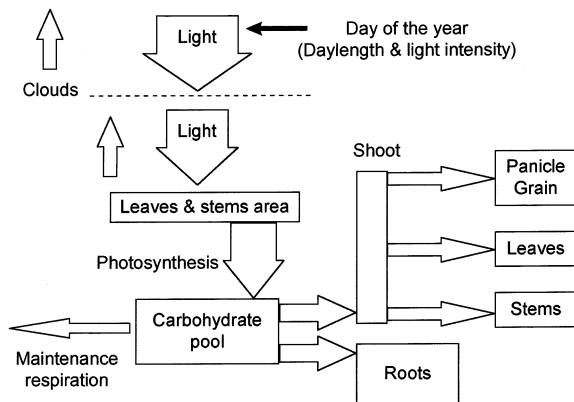 Light
Day of the year
(Daylength & light intensity)
Clouds
Light
Shoot
Panicle
Grain
Leaves & stems area
Photosynthesis
Leaves
Carbohydrate
pool
Stems
Maintenance
respiration
Roots